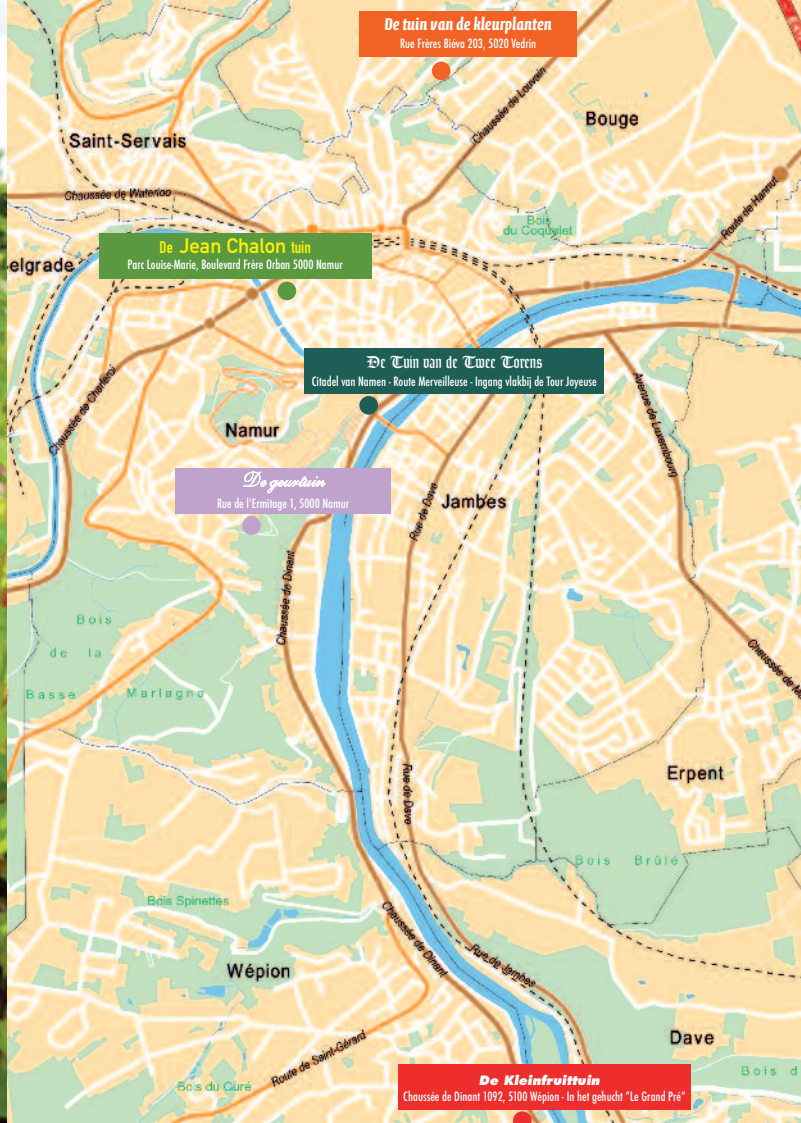 De tuin van de kleurplanten
Rue Frères Biéva 203, 5020 Vedrin
Chaussée de Louvain
Bouge
Saint-Servais
Chaussée de Waterloo
Route de Hannut
Bois
du Coquelet
De Jean Chalon tuin
Parc Louise-Marie, Boulevard Frère Orban 5000 Namur
elgrade
De Tuin van de Twee Torens
Citadel van Namen - Route Merveilleuse - Ingang vlakbij de Tour Joyeuse
Chaussée de Charleroi
Avenue de Luxembourg
Namur
De geurtuin
Rue de l'Ermitage 1, 5000 Namur
Jambes
Rue de Dave
Chaussée de Dinant
Bois
de la
Basse Marlagne
Chaussée de Ma
Erpent
Rue de Dave
Bois Brûlé
Bois Spinettes
Chaussée de Dinant
Rue de Jambes
Wépion
Dave
Route de Saint-Gérard
Bois du Curé
Bois d
De Kleinfruittuin
Chaussée de Dinant 1092, 5100 Wépion - In het gehucht "Le Grand Pré"